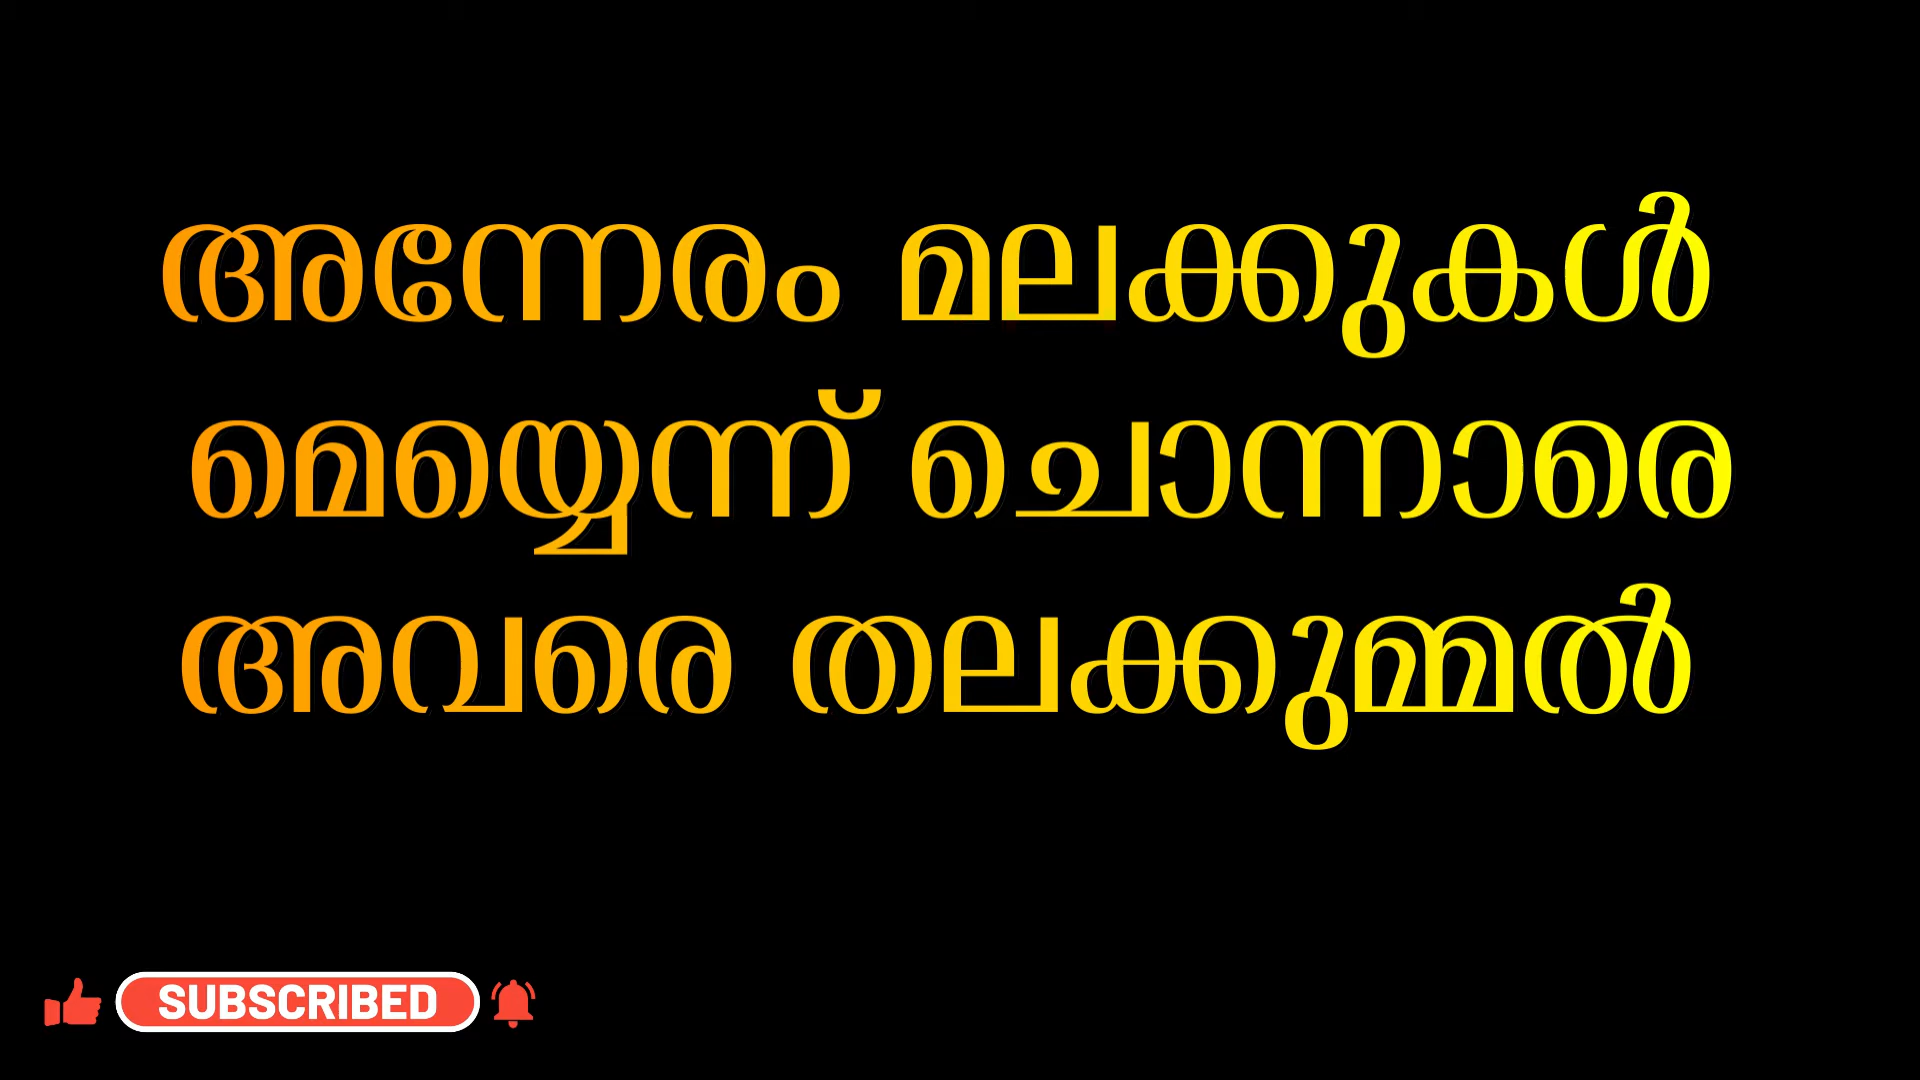 അന്നേരം മലക്കുകൾ
മെയ്യെന്ന് ചൊന്നാരെ
അവരെ തലക്കുമ്മൽ
SUBSCRIBED